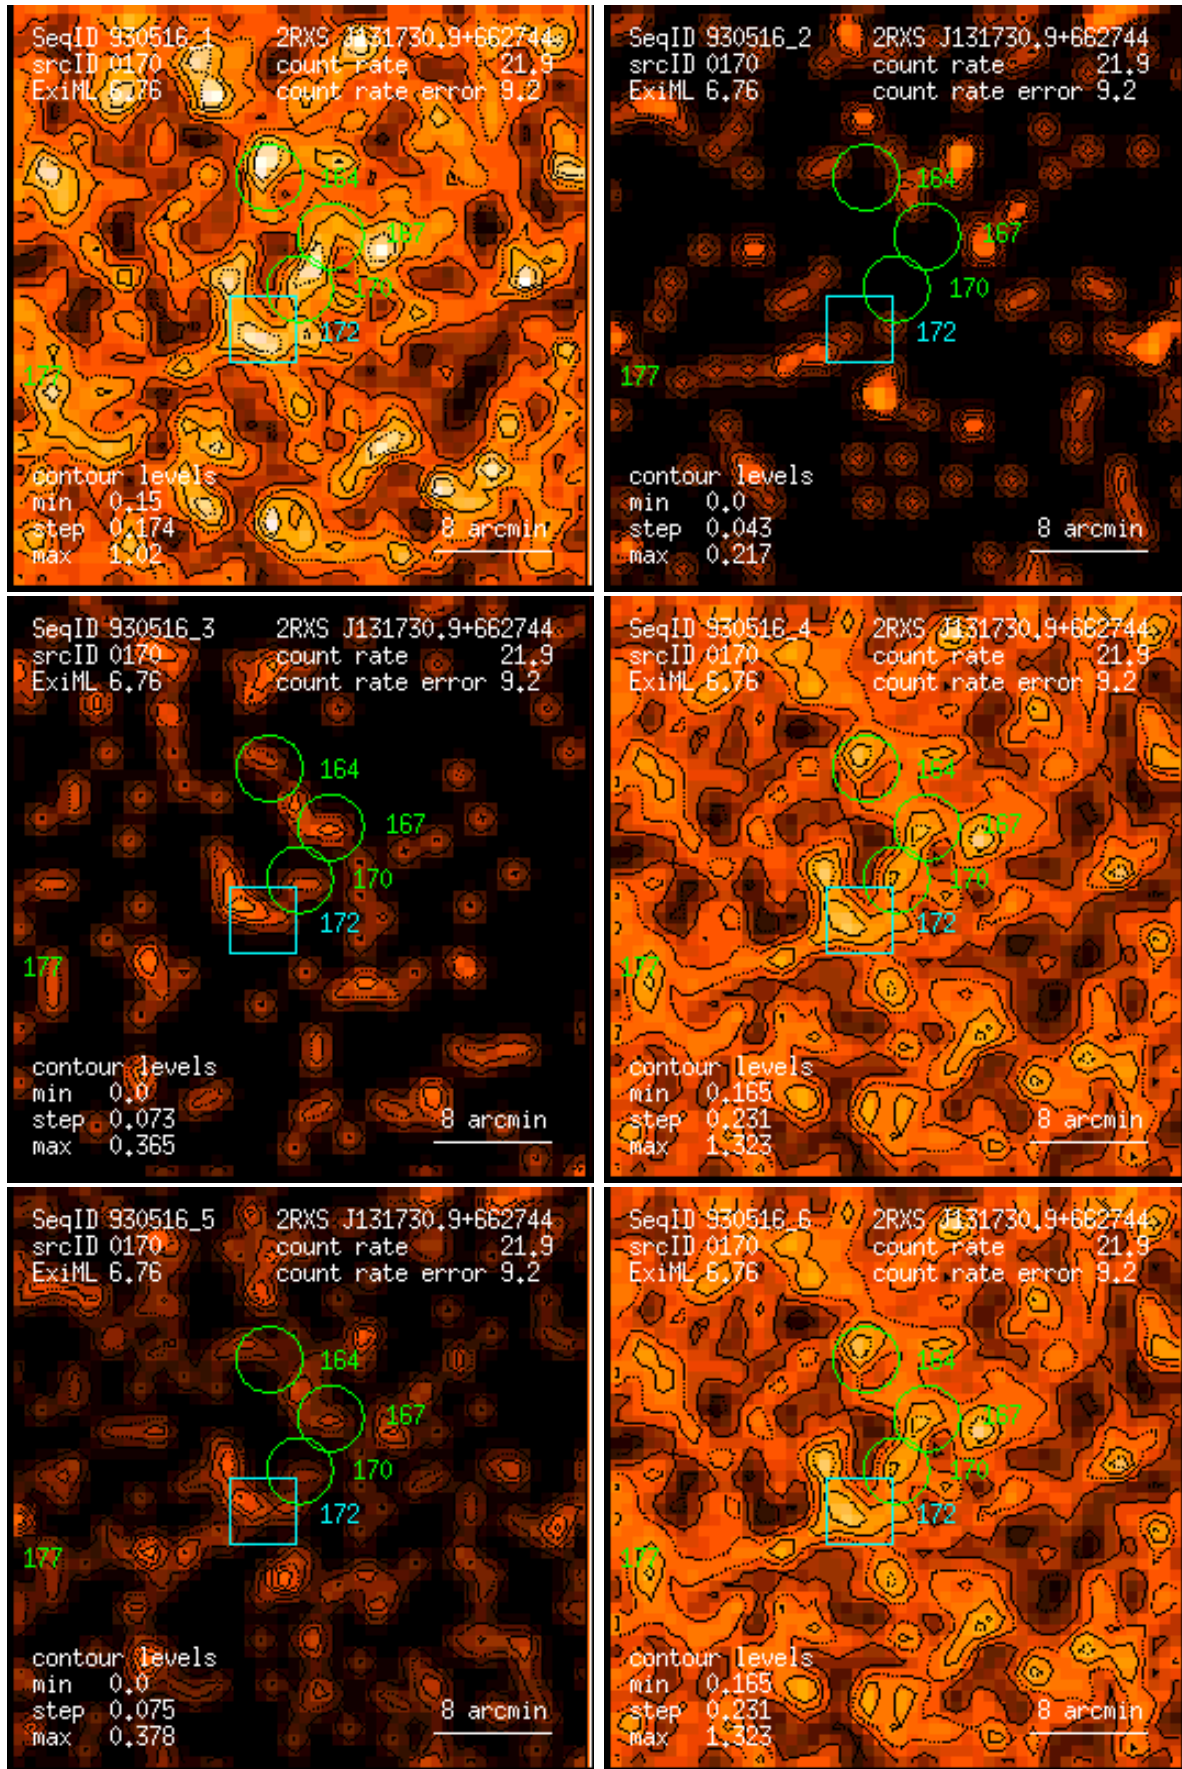 SeqID 930516_1 2RXS J131730.9+662744
srcID 0170 count rate 21.9
ExiML 6.76 count rate error 9.2
164
167
170
172
177
contour levels
min 0.15
step 0.174 8 arcmin
max 1.02
SeqID 930516_2 2RXS J131730.9+662744
srcID 0170 count rate 21.9
ExiML 6.76 count rate error 9.2
164
167
170
172
177
contour levels
min 0.0
step 0.043 8 arcmin
max 0.217
SeqID 930516_3 2RXS J131730.9+662744
srcID 0170 count rate 21.9
ExiML 6.76 count rate error 9.2
164
167
170
172
177
contour levels
min 0.0
step 0.073 8 arcmin
max 0.365
SeqID 930516_4 2RXS J131730.9+662744
srcID 0170 count rate 21.9
ExiML 6.76 count rate error 9.2
164
167
170
172
177
contour levels
min 0.165
step 0.231 8 arcmin
max 1.323
SeqID 930516_5 2RXS J131730.9+662744
srcID 0170 count rate 21.9
ExiML 6.76 count rate error 9.2
164
167
170
172
177
contour levels
min 0.0
step 0.075 8 arcmin
max 0.378
SeqID 930516_6 2RXS J131730.9+662744
srcID 0170 count rate 21.9
ExiML 6.76 count rate error 9.2
164
167
170
172
177
contour levels
min 0.165
step 0.231 8 arcmin
max 1.323